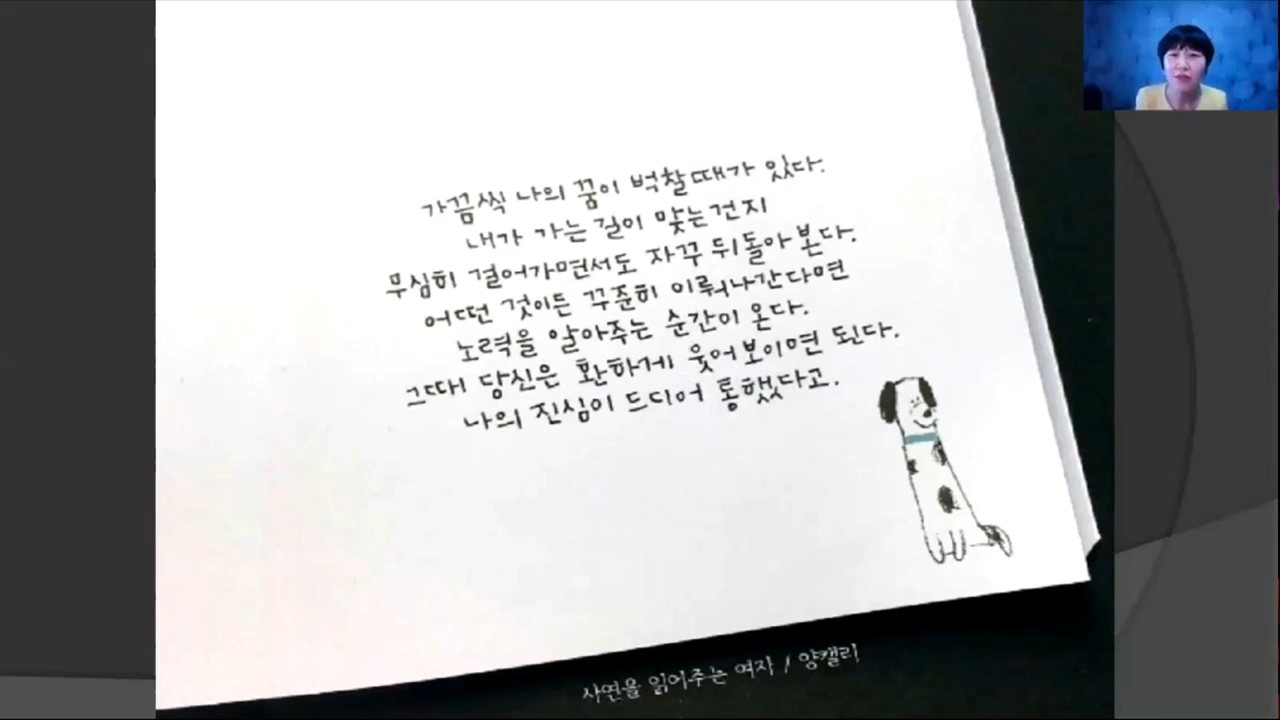 가끔씩 나의 꿈이 벅찰때가 있다.
내가 가는 길이 맞는건지
무심히 걸어가면서도 자꾸 뒤돌아 본다.
어떤 것이든 꾸준히 이뤄나간다면
노력을 알아주는 순간이 온다.
그때 당신은 환하게 웃어보이면 된다.
나의 진심이 드디어 통했다고.
사연을 읽어주는 여자 / 양캘리